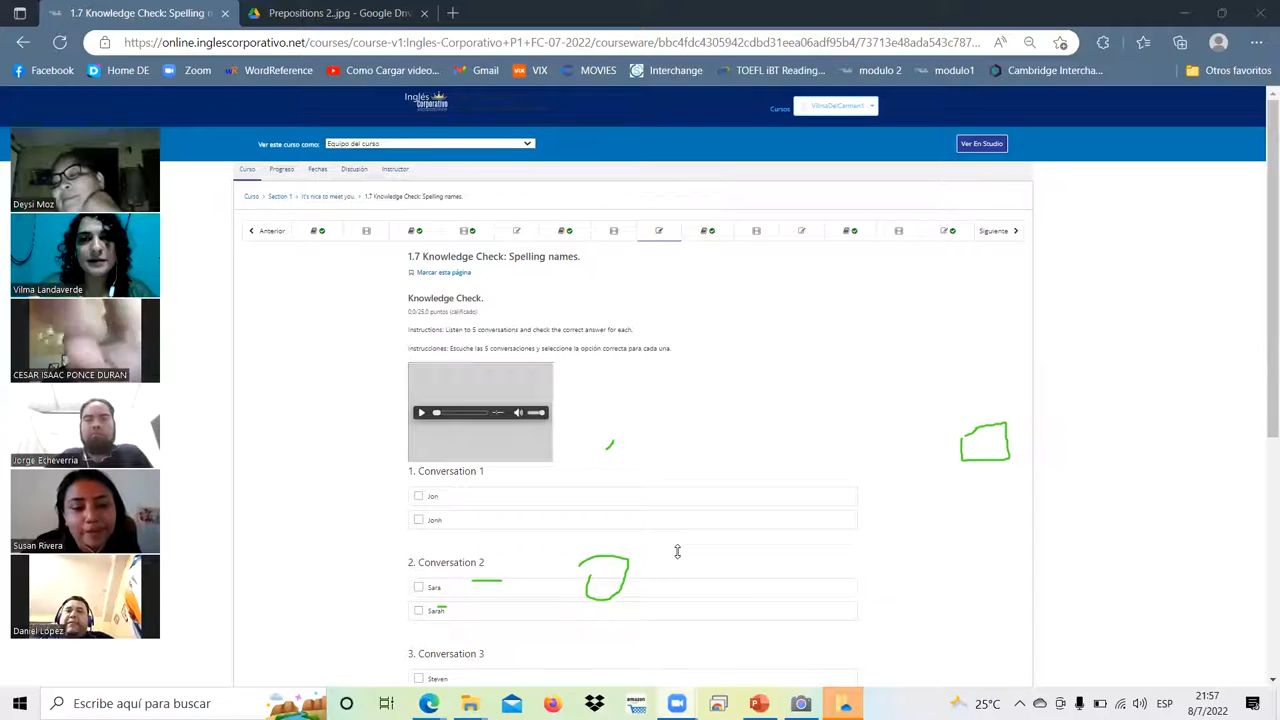 1.7 Knowledge Check: Spelling n
Prepositions 2.jpg - Google Driv
https://online.inglescorporativo.net/courses/course-v1:Ingles-Corporativo+P1+FC-07-2022/courseware/bbc4fdc4305942cdbd31eea06adf95b4/73713e48ada543c787...
Facebook
Home DE
Zoom
WordReference
Como Cargar video...
Gmail
VIX
MOVIES
Interchange
TOEFL iBT Reading...
modulo 2
modulo1
Cambridge Intercha...
Otros favoritos
Inglés Corporativo
Cursos
VilmaDelCarmen1
Ver este curso como:
Equipo del curso
Ver En Studio
Curso
Progreso
Fechas
Discusión
Instructor
Curso > Section 1 > It's nice to meet you. > 1.7 Knowledge Check: Spelling names.
Anterior
Siguiente
1.7 Knowledge Check: Spelling names.
Marcar esta página
Knowledge Check.
0,0/25,0 puntos (calificado)
Instructions: Listen to 5 conversations and check the correct answer for each.
Instrucciones: Escuche las 5 conversaciones y seleccione la opción correcta para cada una.
1. Conversation 1
Jon
Jonh
2. Conversation 2
Sara
Sarah
3. Conversation 3
Steven
Deysi Moz
Vilma Landaverde
CESAR ISAAC PONCE DURAN
Jorge Echeverria
Susan Rivera
Daniel López
Escribe aquí para buscar
amazon
25°C
ESP
21:57
8/7/2022